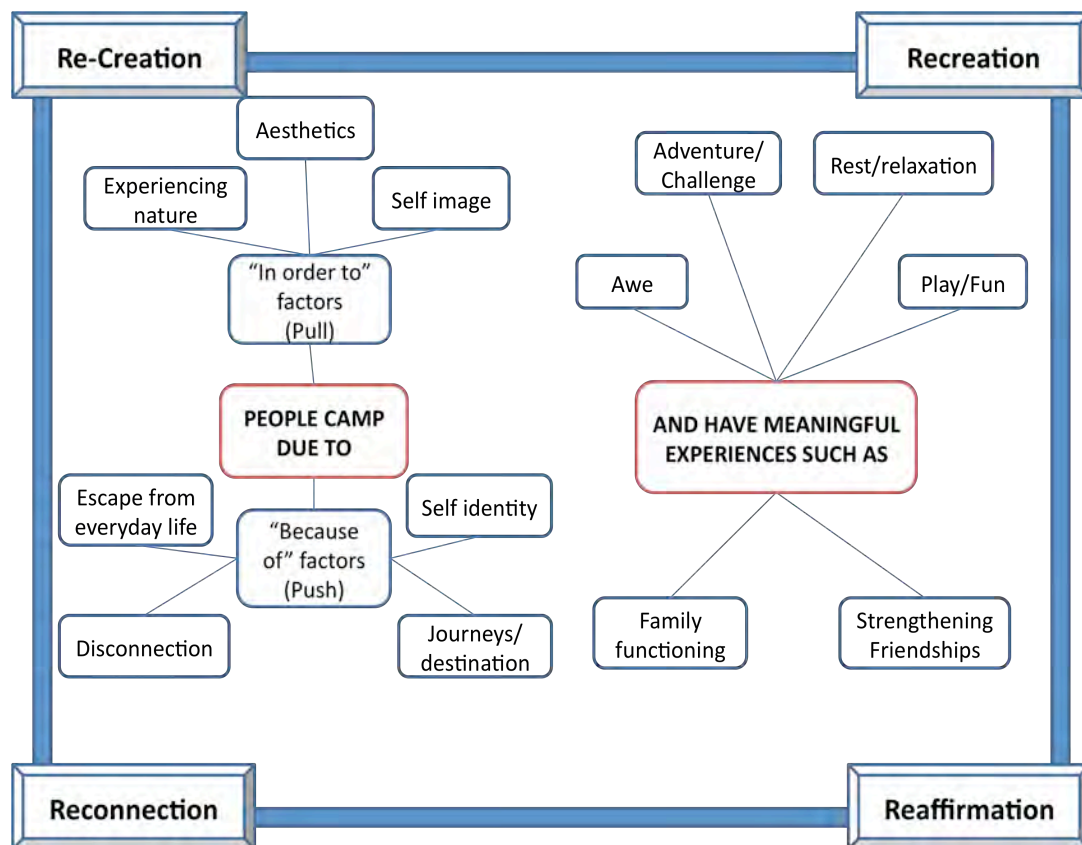 Re-Creation
Recreation
Aesthetics
Experiencing
nature
Self image
"In order to"
factors
(Pull)
PEOPLE CAMP
DUE TO
Escape from
everyday life
Self identity
"Because
of" factors
(Push)
Disconnection
Journeys/
destination
Adventure/
Challenge
Rest/relaxation
Awe
Play/Fun
AND HAVE MEANINGFUL
EXPERIENCES SUCH AS
Family
functioning
Strengthening
Friendships
Reconnection
Reaffirmation